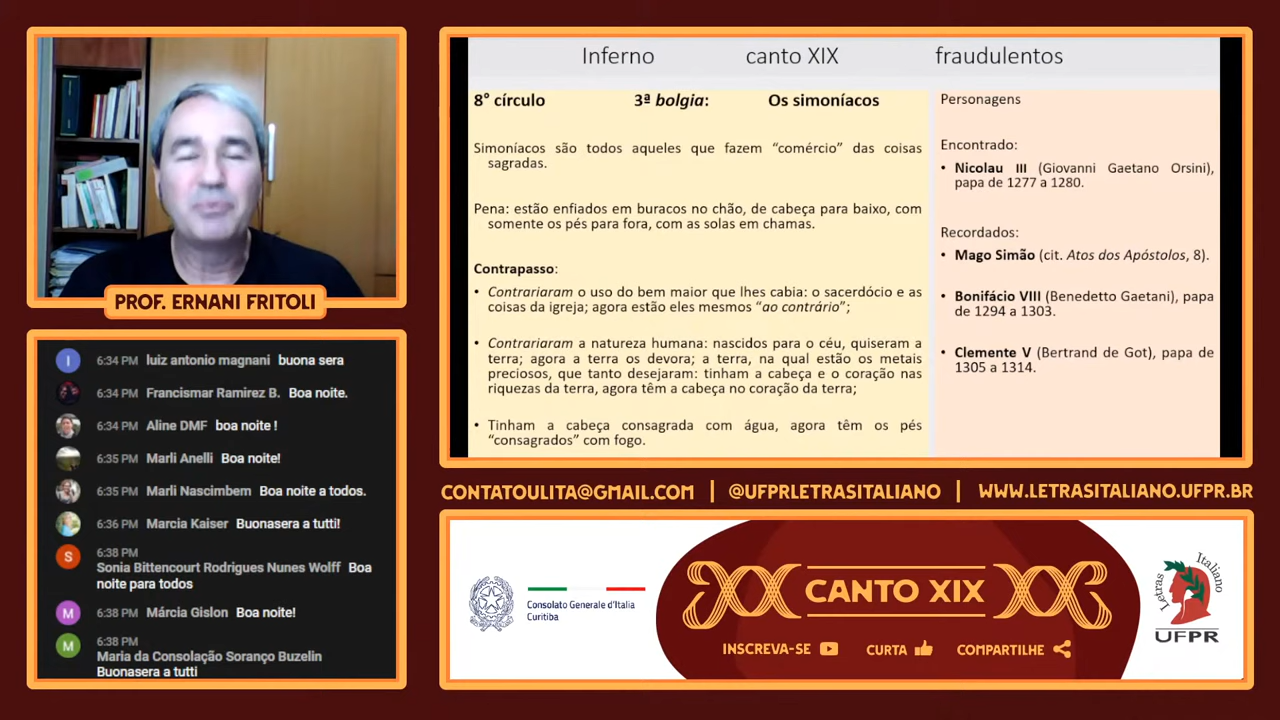 PROF. ERNANI FRITOLI
6:34 PM luiz antonio magnani buona sera
6:34 PM Francismar Ramirez B. Boa noite.
6:34 PM Aline DMF boa noite !
6:35 PM Marli Anelli Boa noite!
6:35 PM Marli Nascimbem Boa noite a todos.
6:36 PM Marcia Kaiser Buonasera a tutti!
S 6:38 PM
Sonia Bittencourt Rodrigues Nunes Wolff Boa
noite para todos
M 6:38 PM Márcia Gislon Boa noite!
M 6:38 PM
Maria da Consolação Soranço Buzelin
Buonasera a tutti
Inferno canto XIX fraudulentos
8° círculo 3ª bolgia: Os simoníacos
Simoníacos são todos aqueles que fazem “comércio” das coisas
sagradas.
Pena: estão enfiados em buracos no chão, de cabeça para baixo, com
somente os pés para fora, com as solas em chamas.
Contrapasso:
• Contrariaram o uso do bem maior que lhes cabia: o sacerdócio e as
coisas da igreja; agora estão eles mesmos “ao contrário”;
• Contrariaram a natureza humana: nascidos para o céu, quiseram a
terra; agora a terra os devora; a terra, na qual estão os metais
preciosos, que tanto desejaram: tinham a cabeça e o coração nas
riquezas da terra, agora têm a cabeça no coração da terra;
• Tinham a cabeça consagrada com água, agora têm os pés
“consagrados” com fogo.
Personagens
Encontrado:
• Nicolau III (Giovanni Gaetano Orsini),
papa de 1277 a 1280.
Recordados:
• Mago Simão (cit. Atos dos Apóstolos, 8).
• Bonifácio VIII (Benedetto Gaetani), papa
de 1294 a 1303.
• Clemente V (Bertrand de Got), papa de
1305 a 1314.
CONTATOULITA@GMAIL.COM | @UFPRLETRASITALIANO | WWW.LETRASITALIANO.UFPR.BR
Consolato Generale d'Italia
Curitiba
CANTO XIX
INSCREVA-SE CURTA COMPARTILHE
Letras Italiano
UFPR